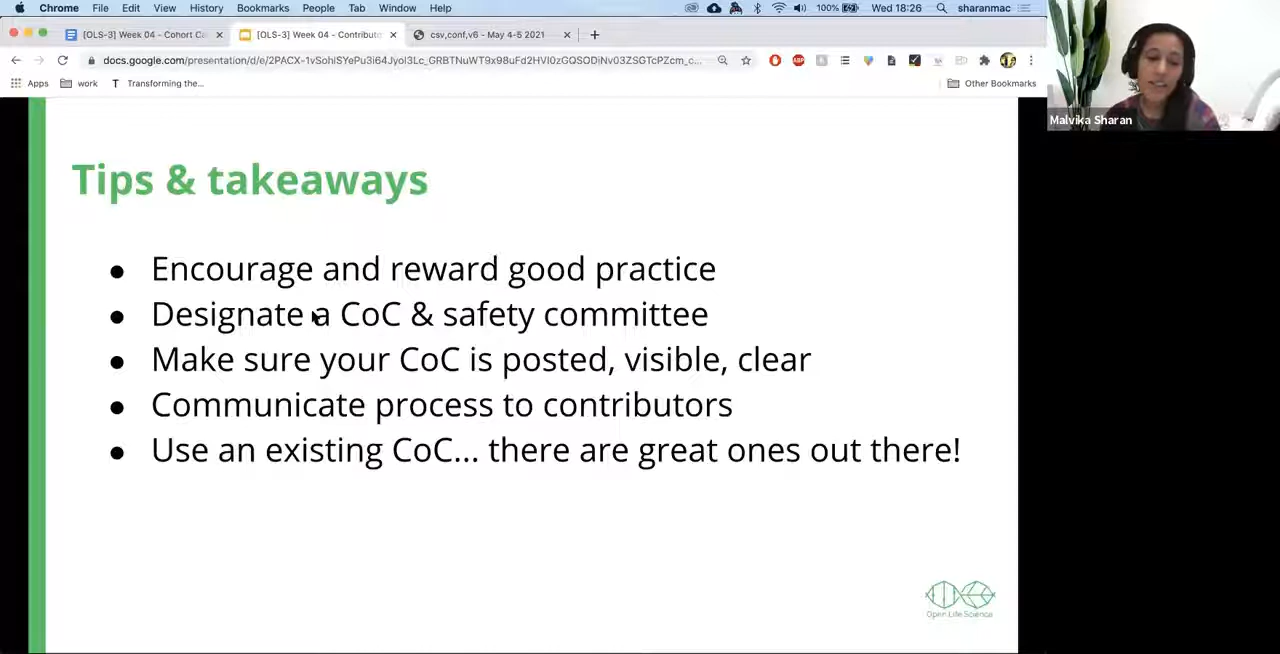 Chrome File Edit View History Bookmarks People Tab Window Help 100% Wed 18:26 sharanmac
[OLS-3] Week 04 - Cohort C
[OLS-3] Week 04 - Contributo
csv,conf,v6 - May 4-5 2021
Apps work T Transforming the... Other Bookmarks
Malvika Sharan
Tips & takeaways
● Encourage and reward good practice
● Designate a CoC & safety committee
● Make sure your CoC is posted, visible, clear
● Communicate process to contributors
● Use an existing CoC... there are great ones out there!
Open Life Science